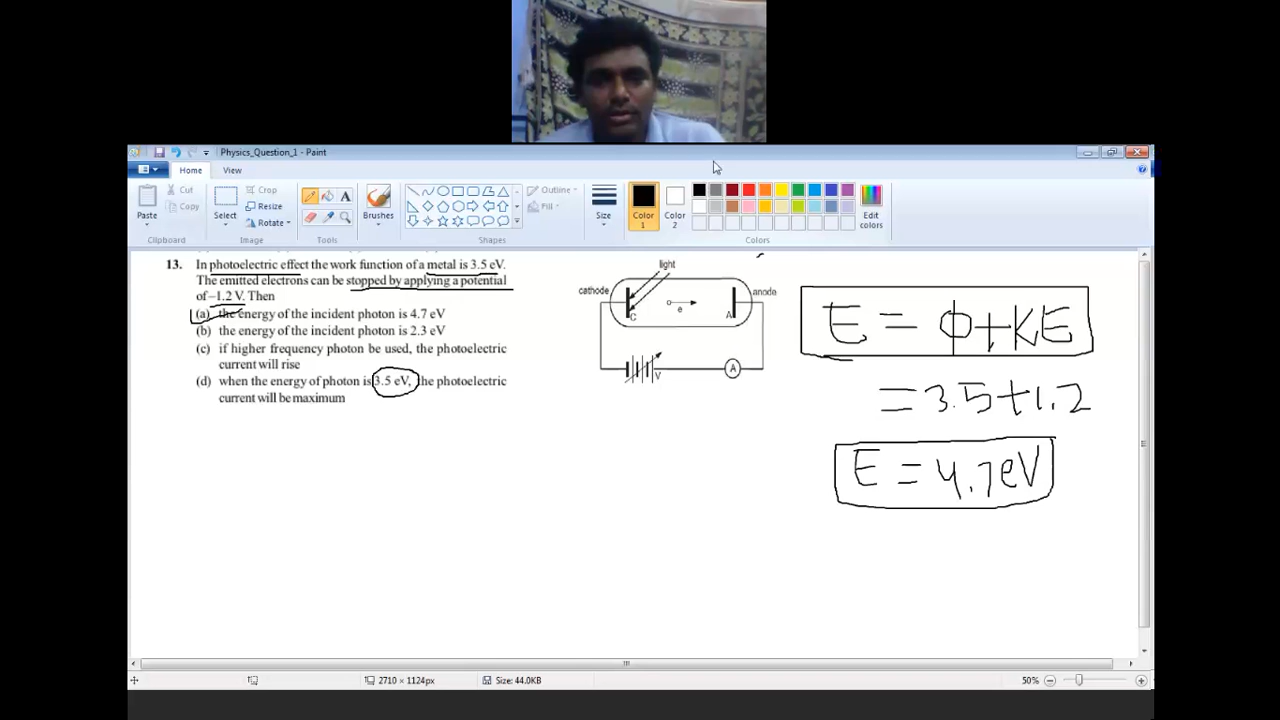 Physics_Question_1 - Paint
Home View
Paste
Cut
Copy
Clipboard
Select
Crop
Resize
Rotate
Image
A
Tools
Brushes
Shapes
Outline
Fill
Size
Color 1
Color 2
Edit colors
Colors
13. In photoelectric effect the work function of a metal is 3.5 eV.
The emitted electrons can be stopped by applying a potential
of –1.2 V. Then
(a) the energy of the incident photon is 4.7 eV
(b) the energy of the incident photon is 2.3 eV
(c) if higher frequency photon be used, the photoelectric
current will rise
(d) when the energy of photon is 3.5 eV, the photoelectric
current will be maximum
light
cathode
anode
C
e
A
V
A
E = Φ + KE
= 3.5 + 1.2
E = 4.7 eV
2710 × 1124px
Size: 44.0KB
50%